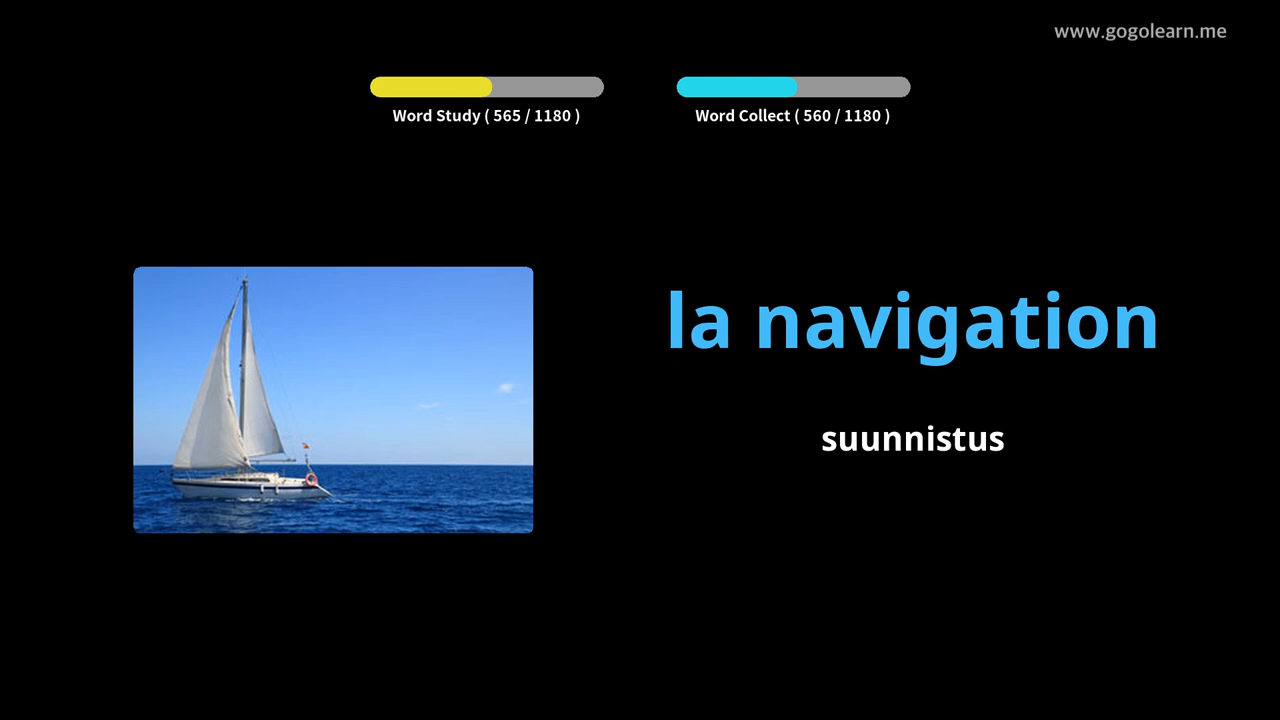 www.gogolearn.me
Word Study ( 565 / 1180 )
Word Collect ( 560 / 1180 )
la navigation
suunnistus